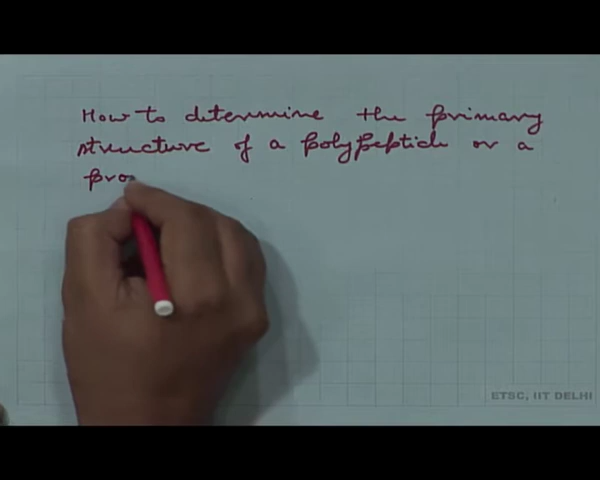 How to determine the primary
structure of a polypeptide or a
pro
ETSC, IIT DELHI